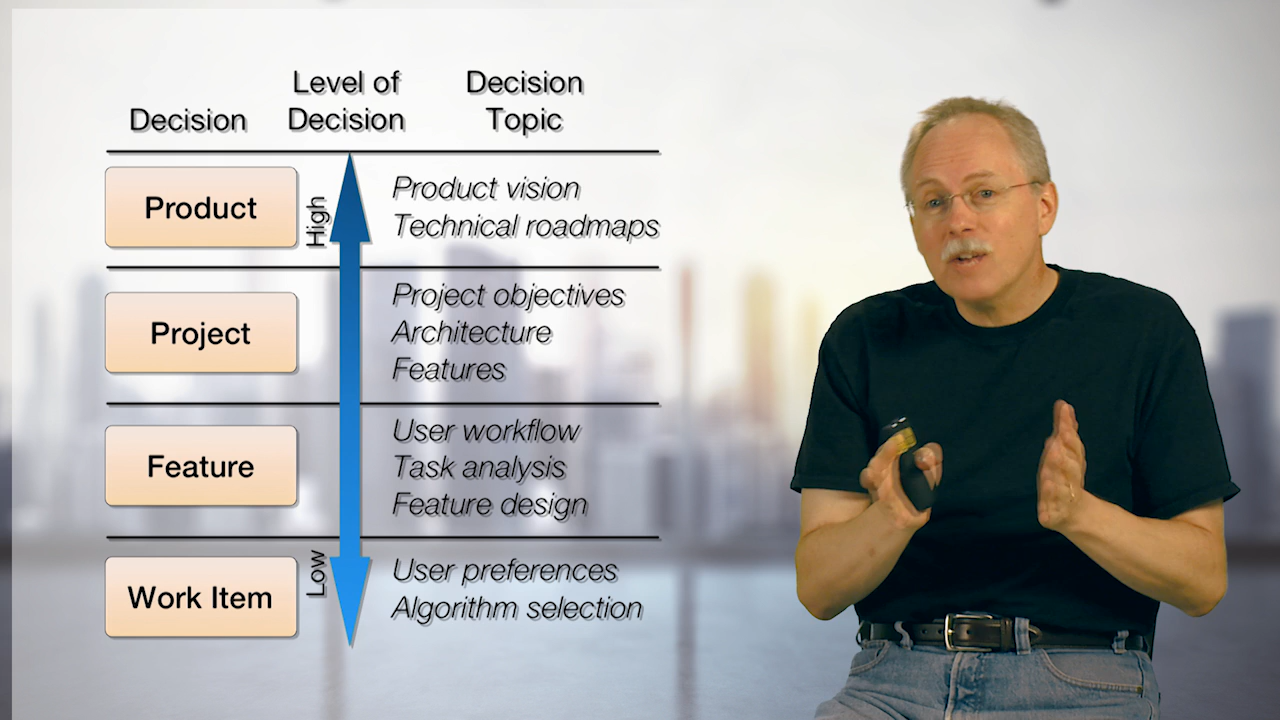 Level of
Decision
Decision
Topic
Decision
Product
High
Product vision
Technical roadmaps
Project
Project objectives
Architecture
Features
Feature
User workflow
Task analysis
Feature design
Work Item
Low
User preferences
Algorithm selection